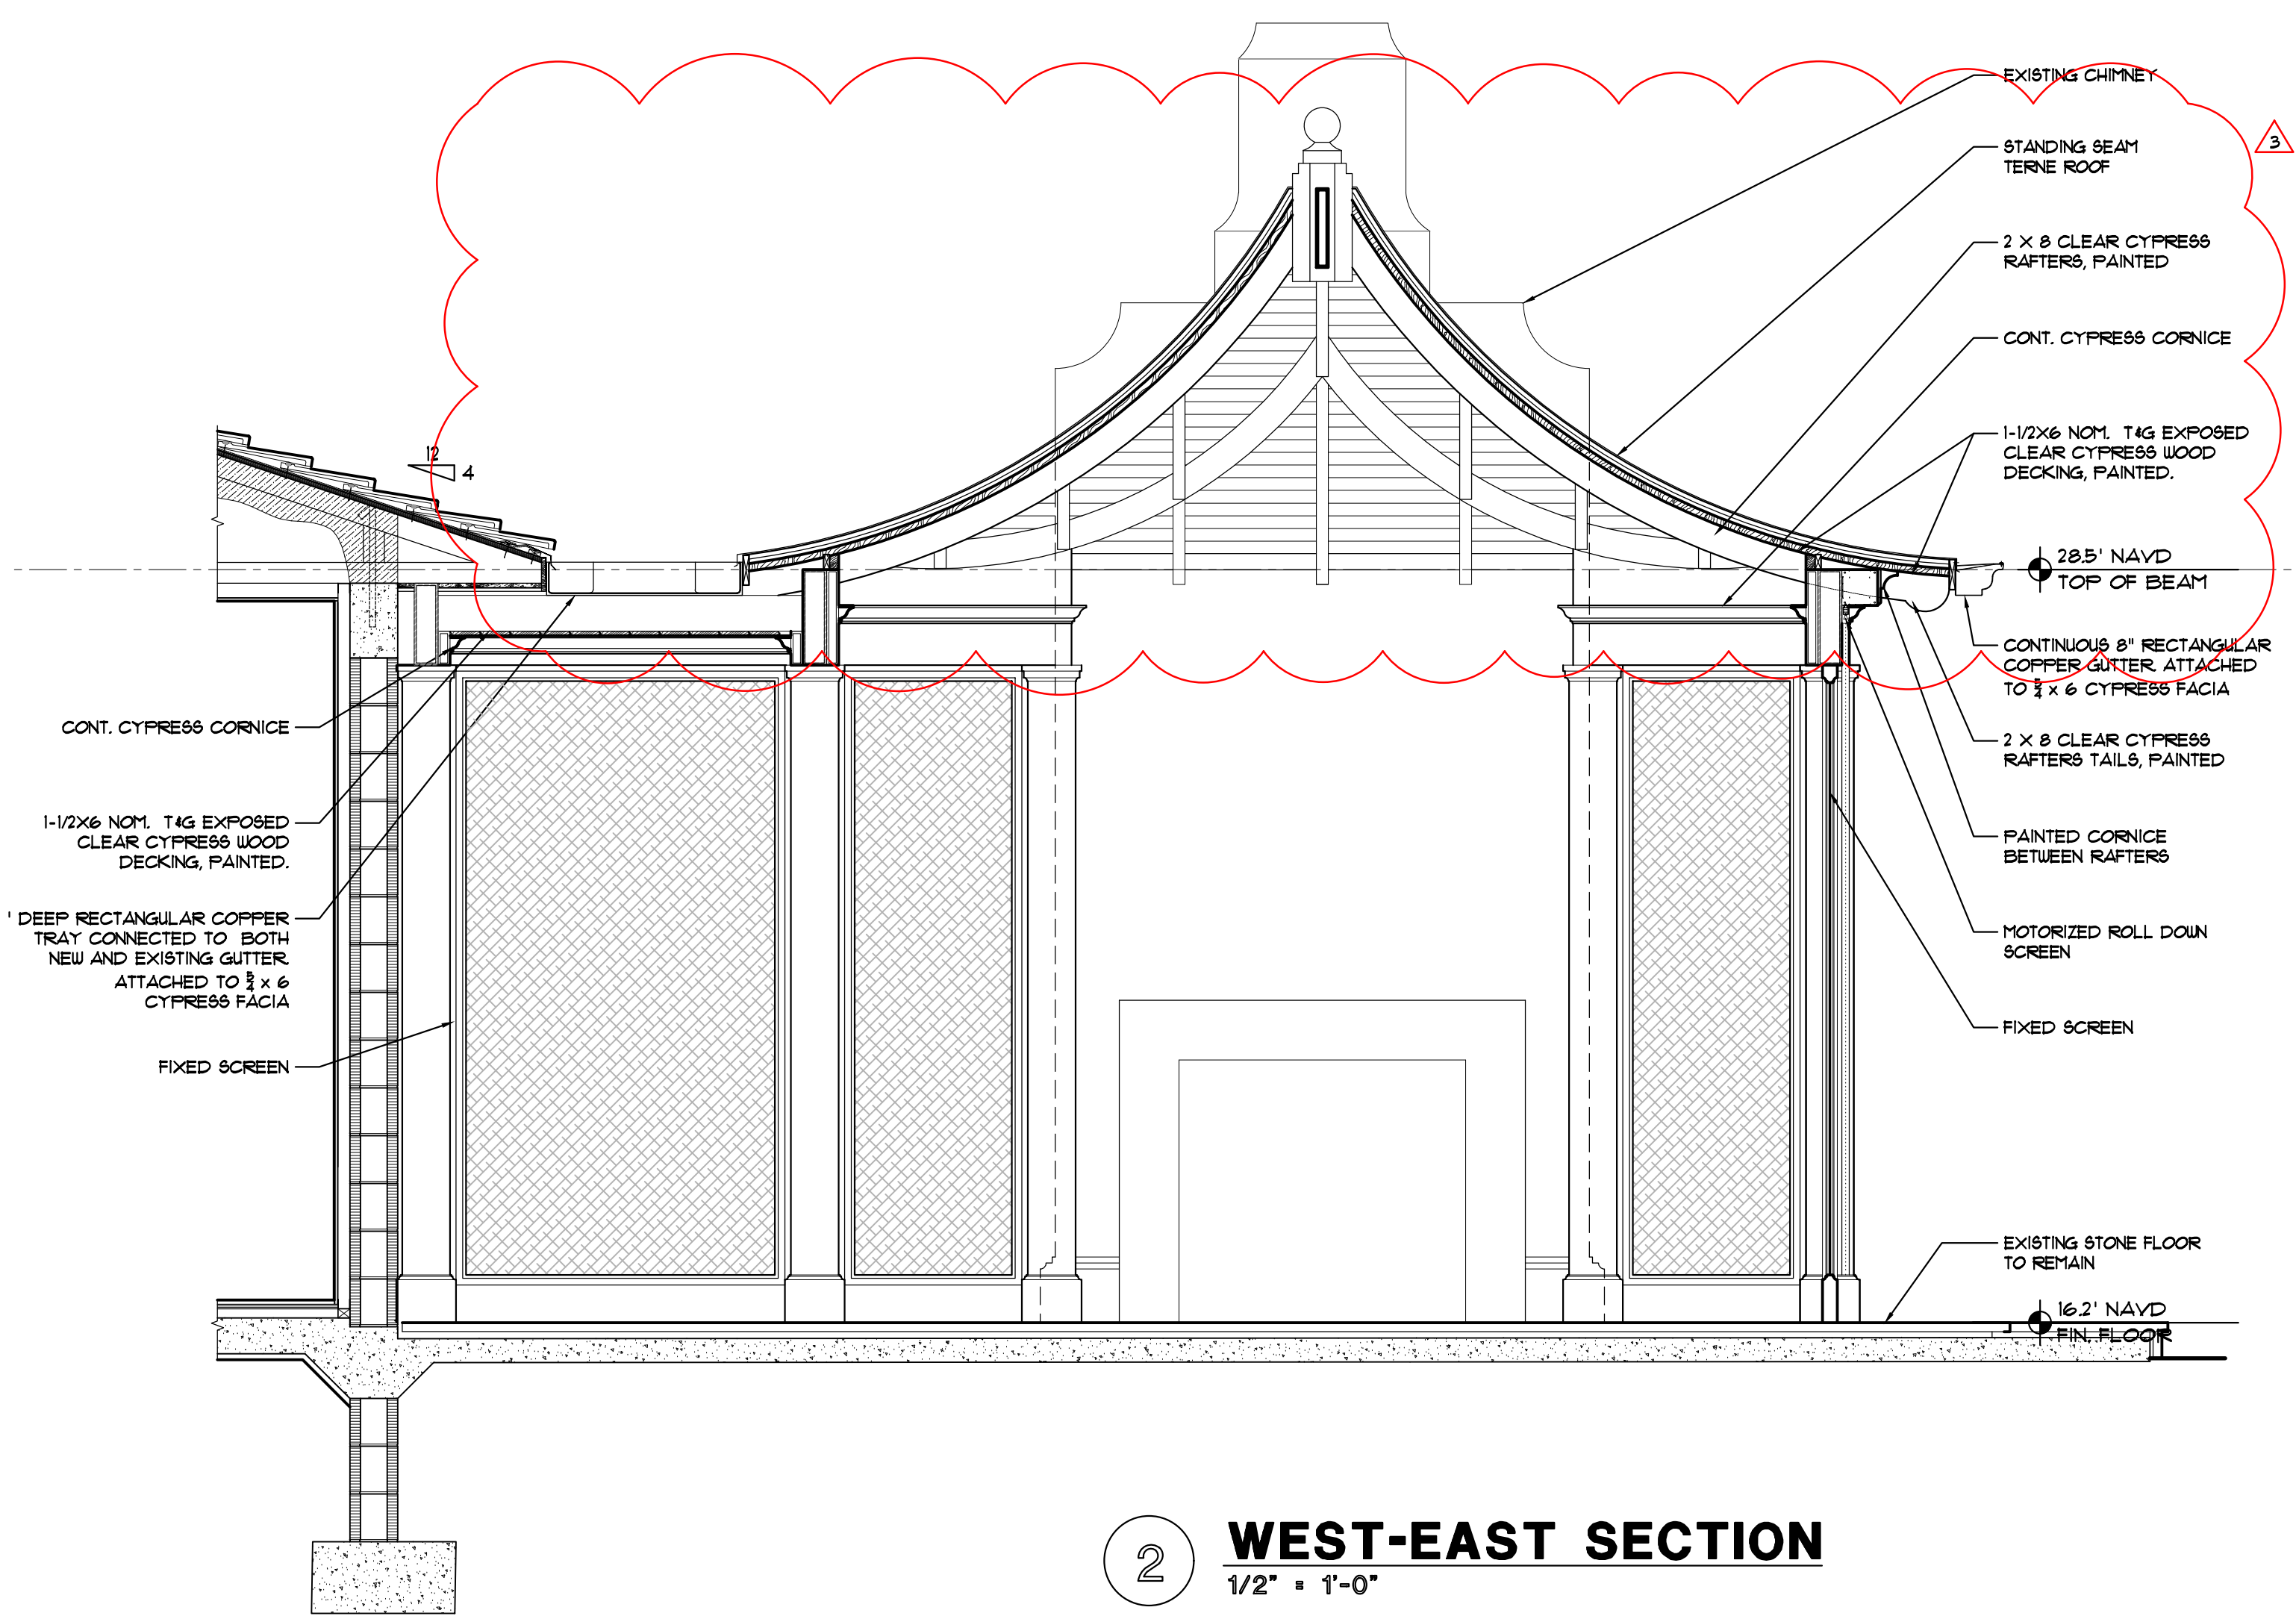 EXISTING CHIMNEY
3
STANDING SEAM
TERNE ROOF
2 X 8 CLEAR CYPRESS
RAFTERS, PAINTED
CONT. CYPRESS CORNICE
1-1/2X6 NOM. T&G EXPOSED
CLEAR CYPRESS WOOD
DECKING, PAINTED.
12
4
28.5' NAVD
TOP OF BEAM
CONTINUOUS 8" RECTANGULAR
COPPER GUTTER ATTACHED
TO 5/4 x 6 CYPRESS FACIA
2 X 8 CLEAR CYPRESS
RAFTERS TAILS, PAINTED
PAINTED CORNICE
BETWEEN RAFTERS
MOTORIZED ROLL DOWN
SCREEN
FIXED SCREEN
EXISTING STONE FLOOR
TO REMAIN
16.2' NAVD
FIN. FLOOR
CONT. CYPRESS CORNICE
1-1/2X6 NOM. T&G EXPOSED
CLEAR CYPRESS WOOD
DECKING, PAINTED.
' DEEP RECTANGULAR COPPER
TRAY CONNECTED TO BOTH
NEW AND EXISTING GUTTER
ATTACHED TO 5/4 x 6
CYPRESS FACIA
FIXED SCREEN
2
WEST-EAST SECTION
1/2" = 1'-0"